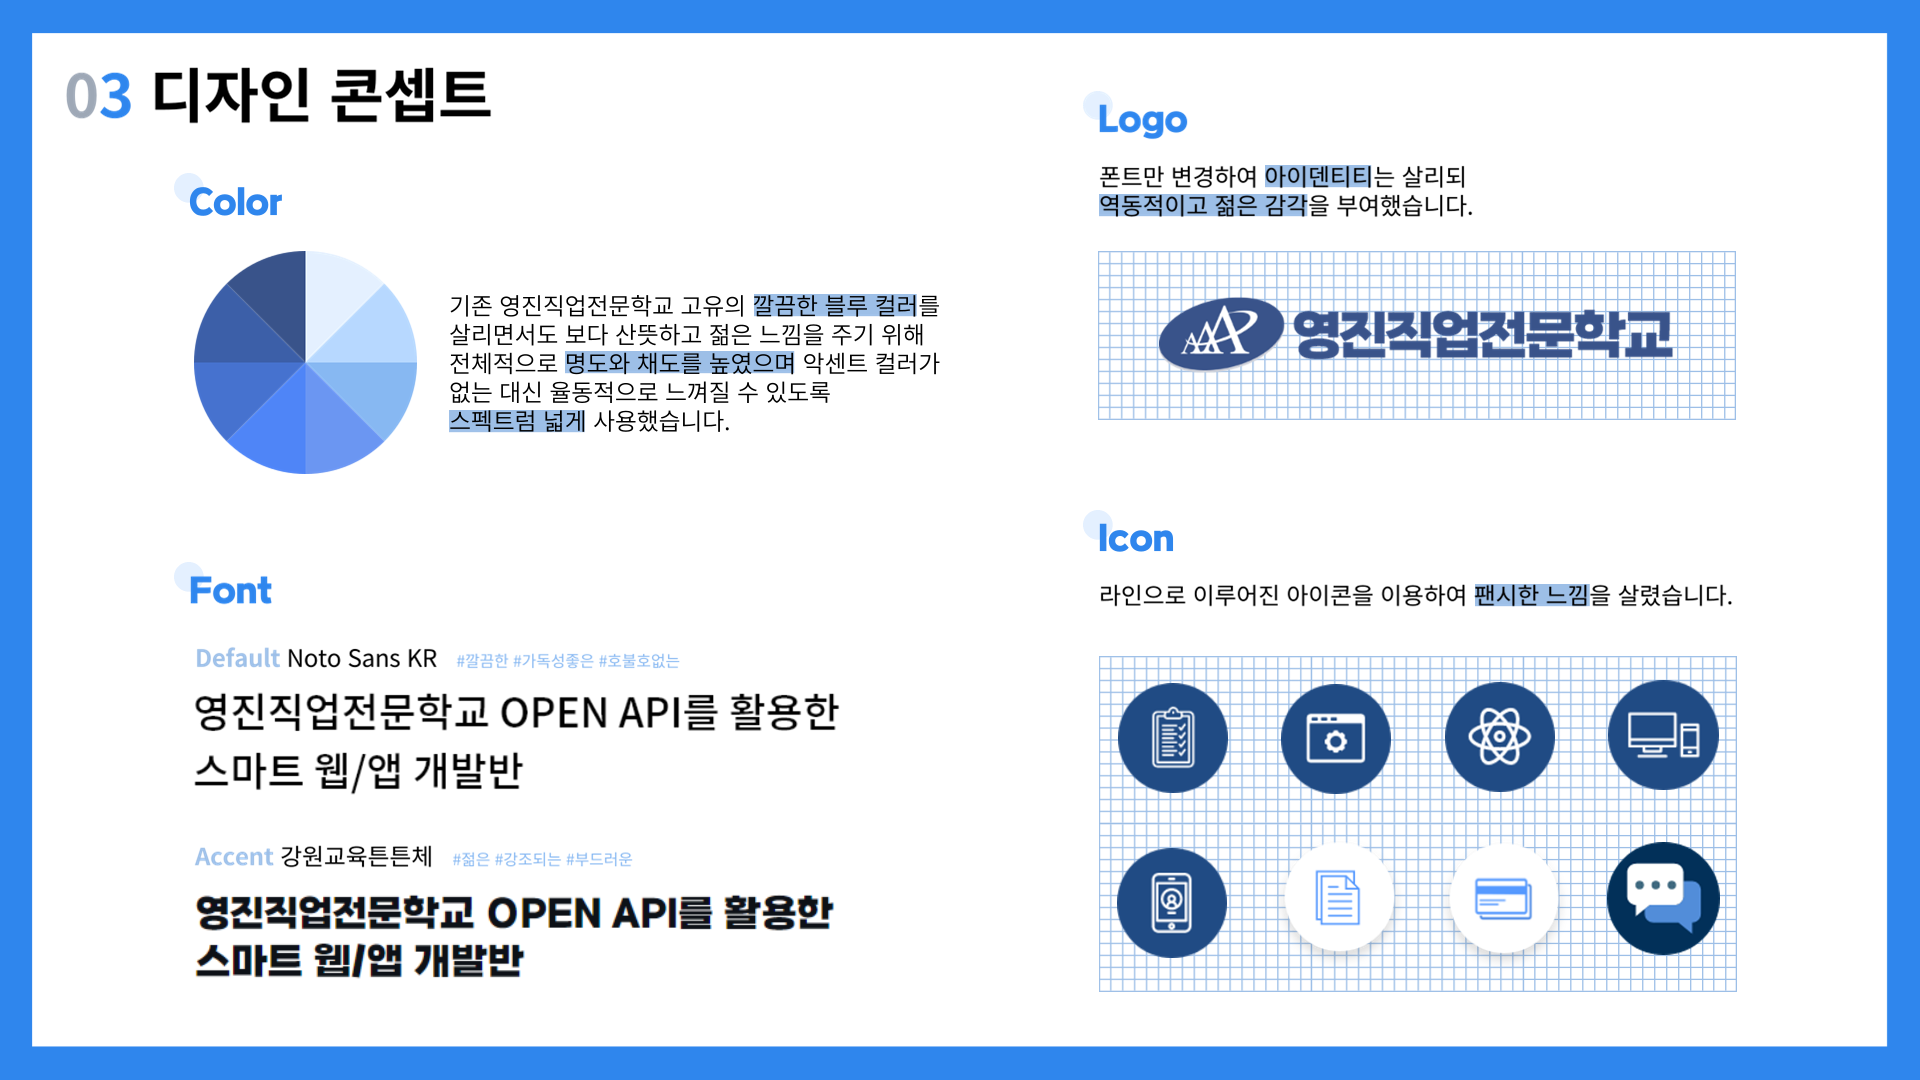 03 디자인 콘셉트
Color
기존 영진직업전문학교 고유의 깔끔한 블루 컬러를
살리면서도 보다 산뜻하고 젊은 느낌을 주기 위해
전체적으로 명도와 채도를 높였으며 악센트 컬러가
없는 대신 율동적으로 느껴질 수 있도록
스펙트럼 넓게 사용했습니다.
Font
Default Noto Sans KR #깔끔한 #가독성좋은 #호불호없는
영진직업전문학교 OPEN API를 활용한
스마트 웹/앱 개발반
Accent 강원교육튼튼체 #젊은 #강조되는 #부드러운
영진직업전문학교 OPEN API를 활용한
스마트 웹/앱 개발반
Logo
폰트만 변경하여 아이덴티티는 살리되
역동적이고 젊은 감각을 부여했습니다.
영진직업전문학교
Icon
라인으로 이루어진 아이콘을 이용하여 팬시한 느낌을 살렸습니다.